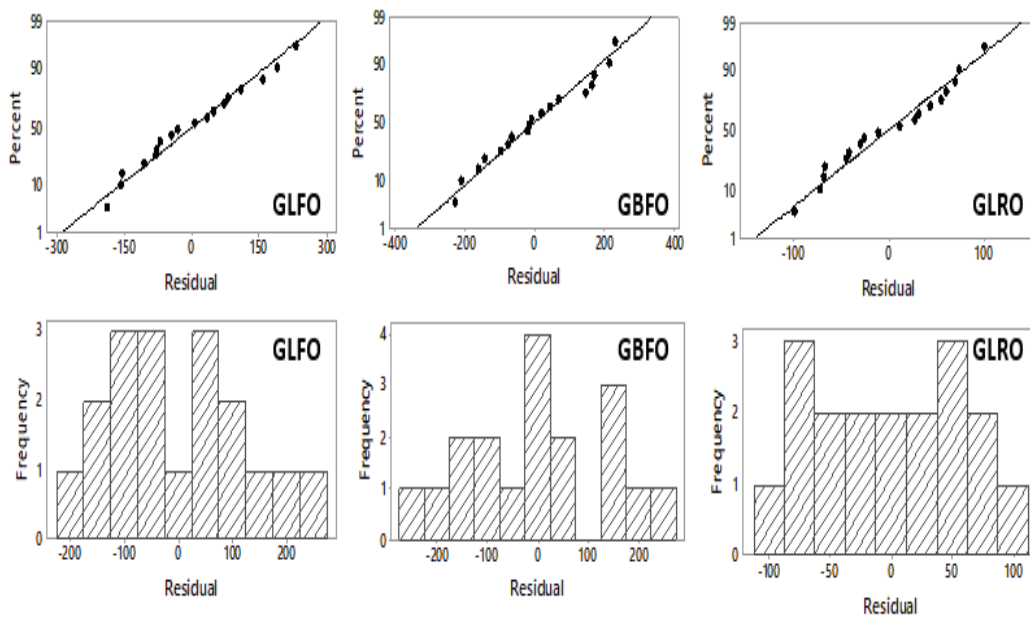 99
90
50
10
1
Percent
GLFO
-300 -150 0 150 300
Residual
99
90
50
10
1
Percent
GBFO
-400 -200 0 200 400
Residual
99
90
50
10
1
Percent
GLRO
-100 0 100
Residual
3
2
1
0
Frequency
GLFO
-200 -100 0 100 200
Residual
4
3
2
1
0
Frequency
GBFO
-200 -100 0 100 200
Residual
3
2
1
0
Frequency
GLRO
-100 -50 0 50 100
Residual